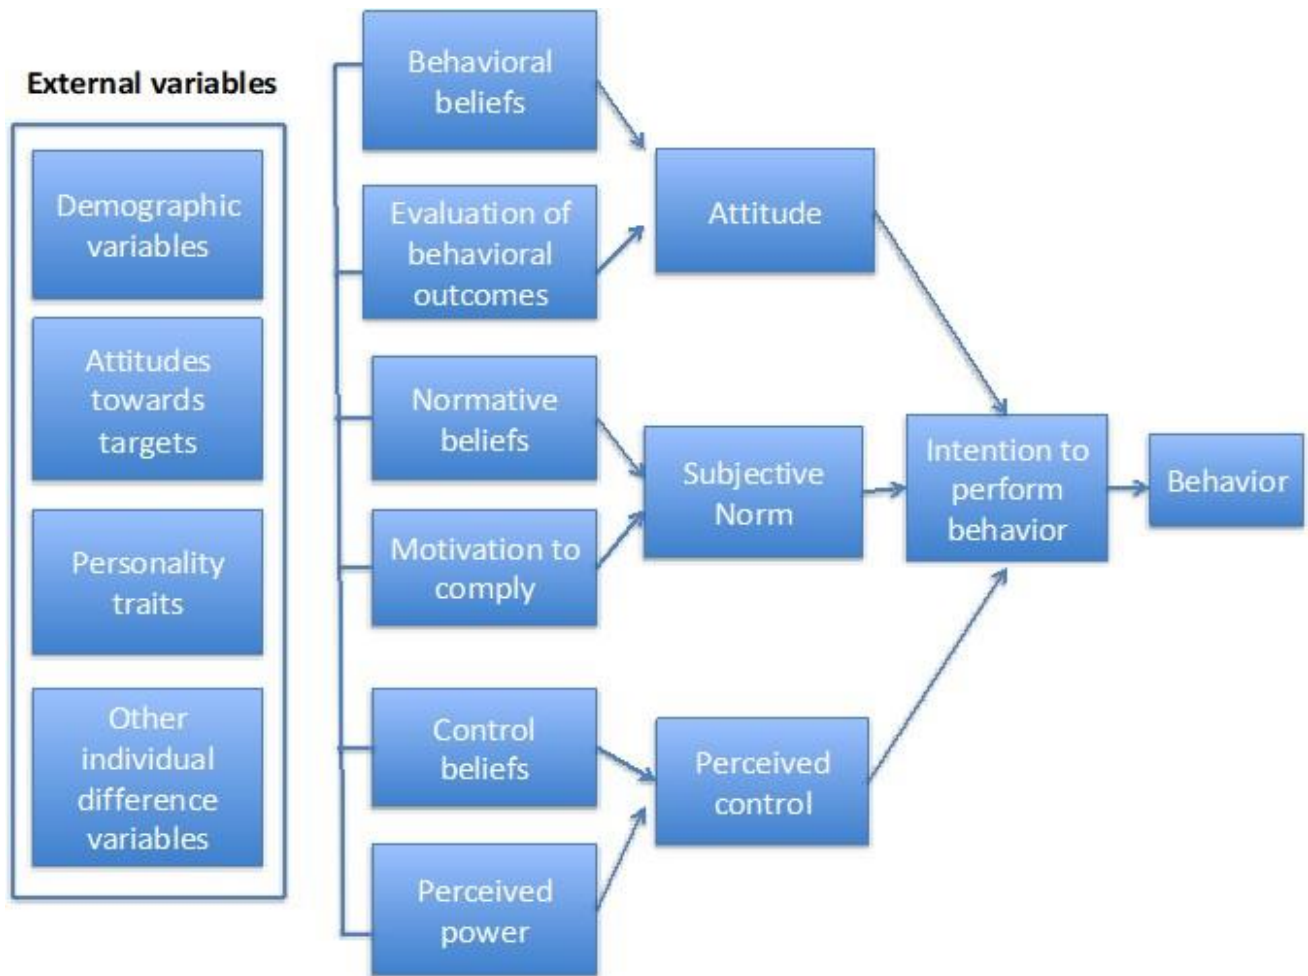 External variables
Demographic
variables
Attitudes
towards
targets
Personality
traits
Other
individual
difference
variables
Behavioral
beliefs
Evaluation of
behavioral
outcomes
Normative
beliefs
Motivation to
comply
Control
beliefs
Perceived
power
Attitude
Subjective
Norm
Perceived
control
Intention to
perform
behavior
Behavior